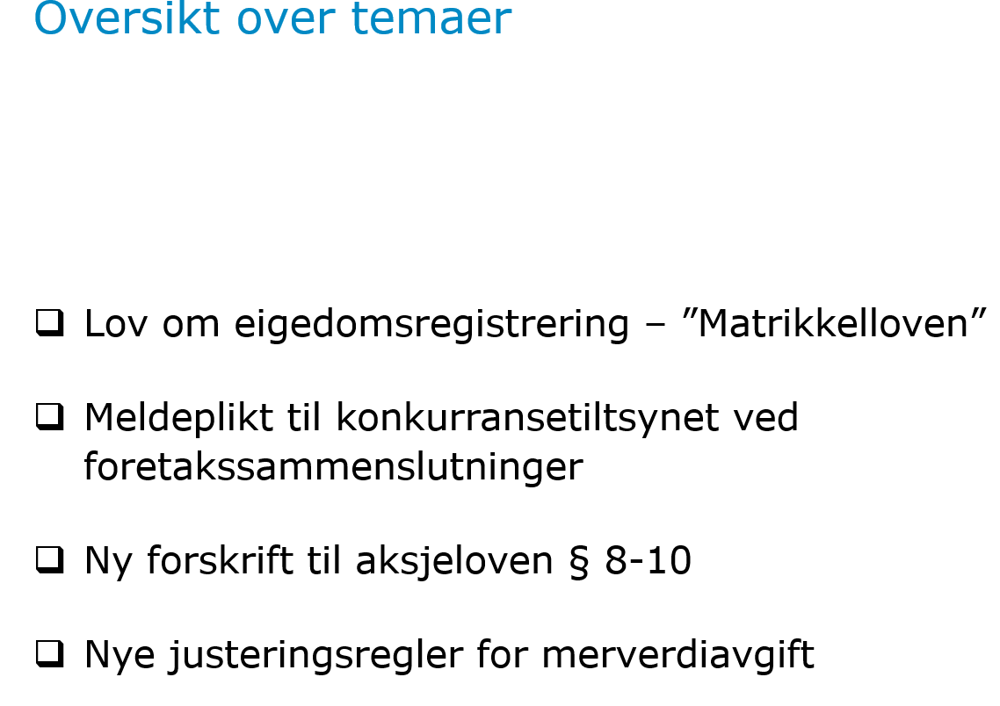 Oversikt over temaer
Lov om eigedomsregistrering – ”Matrikkelloven”
Meldeplikt til konkurransetiltsynet ved
foretakssammenslutninger
Ny forskrift til aksjeloven § 8-10
Nye justeringsregler for merverdiavgift